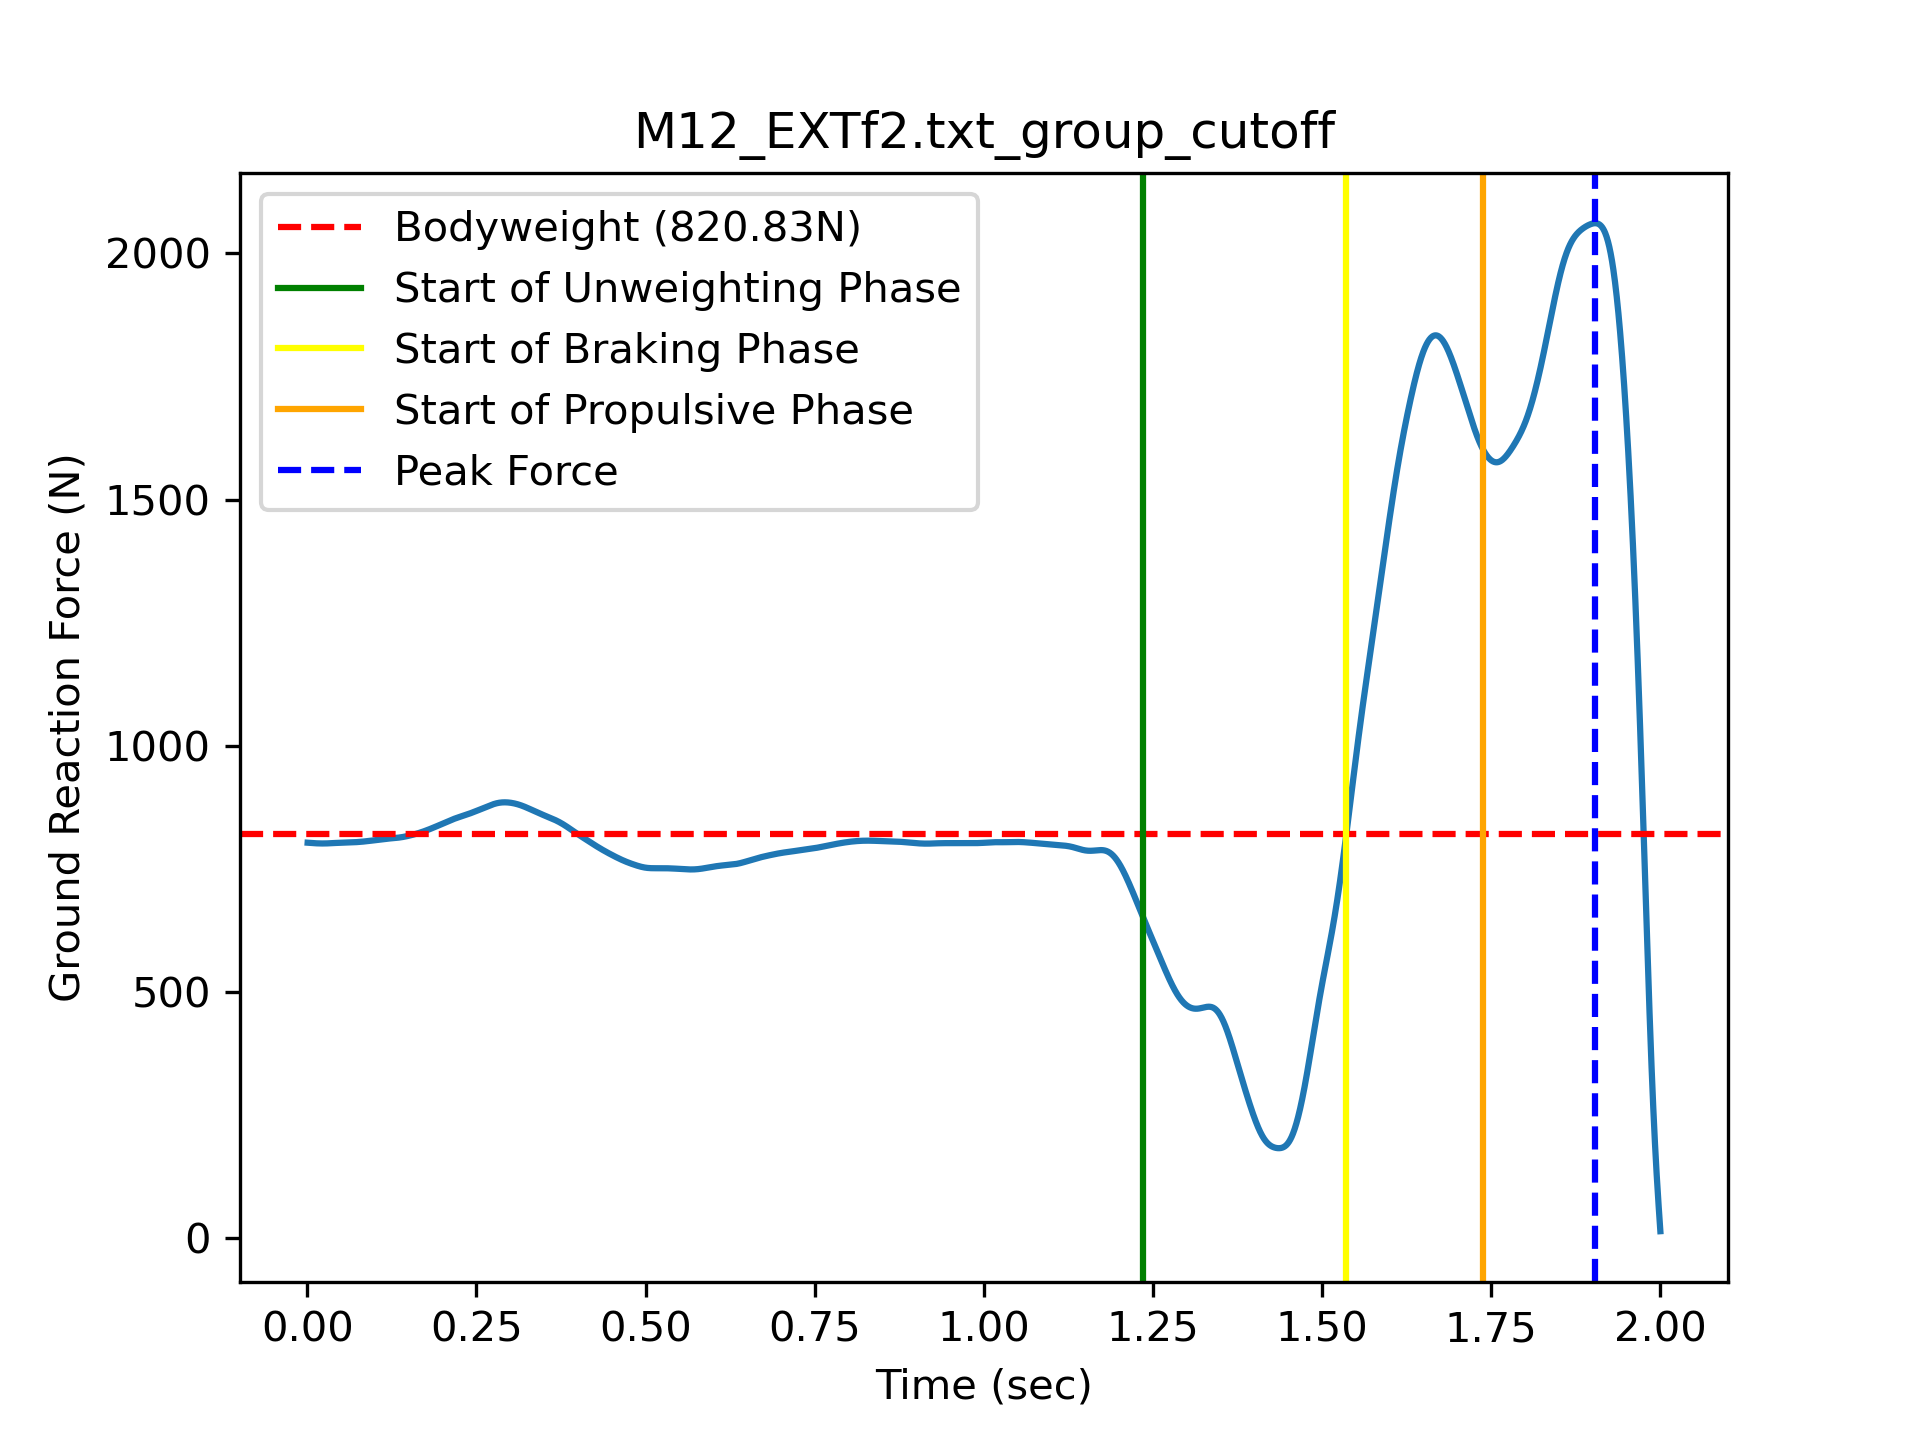 M12_EXTf2.txt_group_cutoff
Bodyweight (820.83N)
Start of Unweighting Phase
Start of Braking Phase
Start of Propulsive Phase
Peak Force
Ground Reaction Force (N)
2000
1500
1000
500
0
0.00 0.25 0.50 0.75 1.00 1.25 1.50 1.75 2.00
Time (sec)